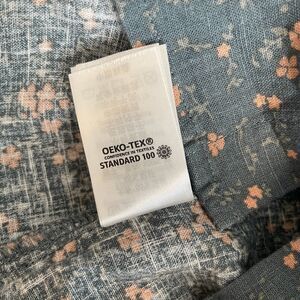 OEKO-TEX®
CONFIDENCE IN TEXTILES
STANDARD 100